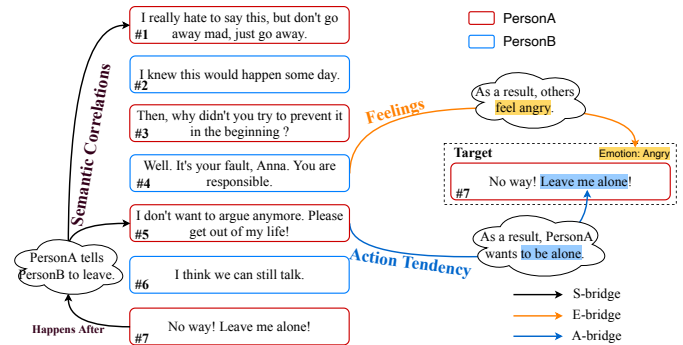 I really hate to say this, but don't go
away mad, just go away.
#1
I knew this would happen some day.
#2
Then, why didn't you try to prevent it
in the beginning ?
#3
Well. It's your fault, Anna. You are
responsible.
#4
I don't want to argue anymore. Please
get out of my life!
#5
I think we can still talk.
#6
No way! Leave me alone!
#7
Semantic Correlations
PersonA tells
PersonB to leave.
Happens After
PersonA
PersonB
Feelings
As a result, others
feel angry.
Target
Emotion: Angry
No way! Leave me alone!
#7
Action Tendency
As a result, PersonA
wants to be alone.
S-bridge
E-bridge
A-bridge